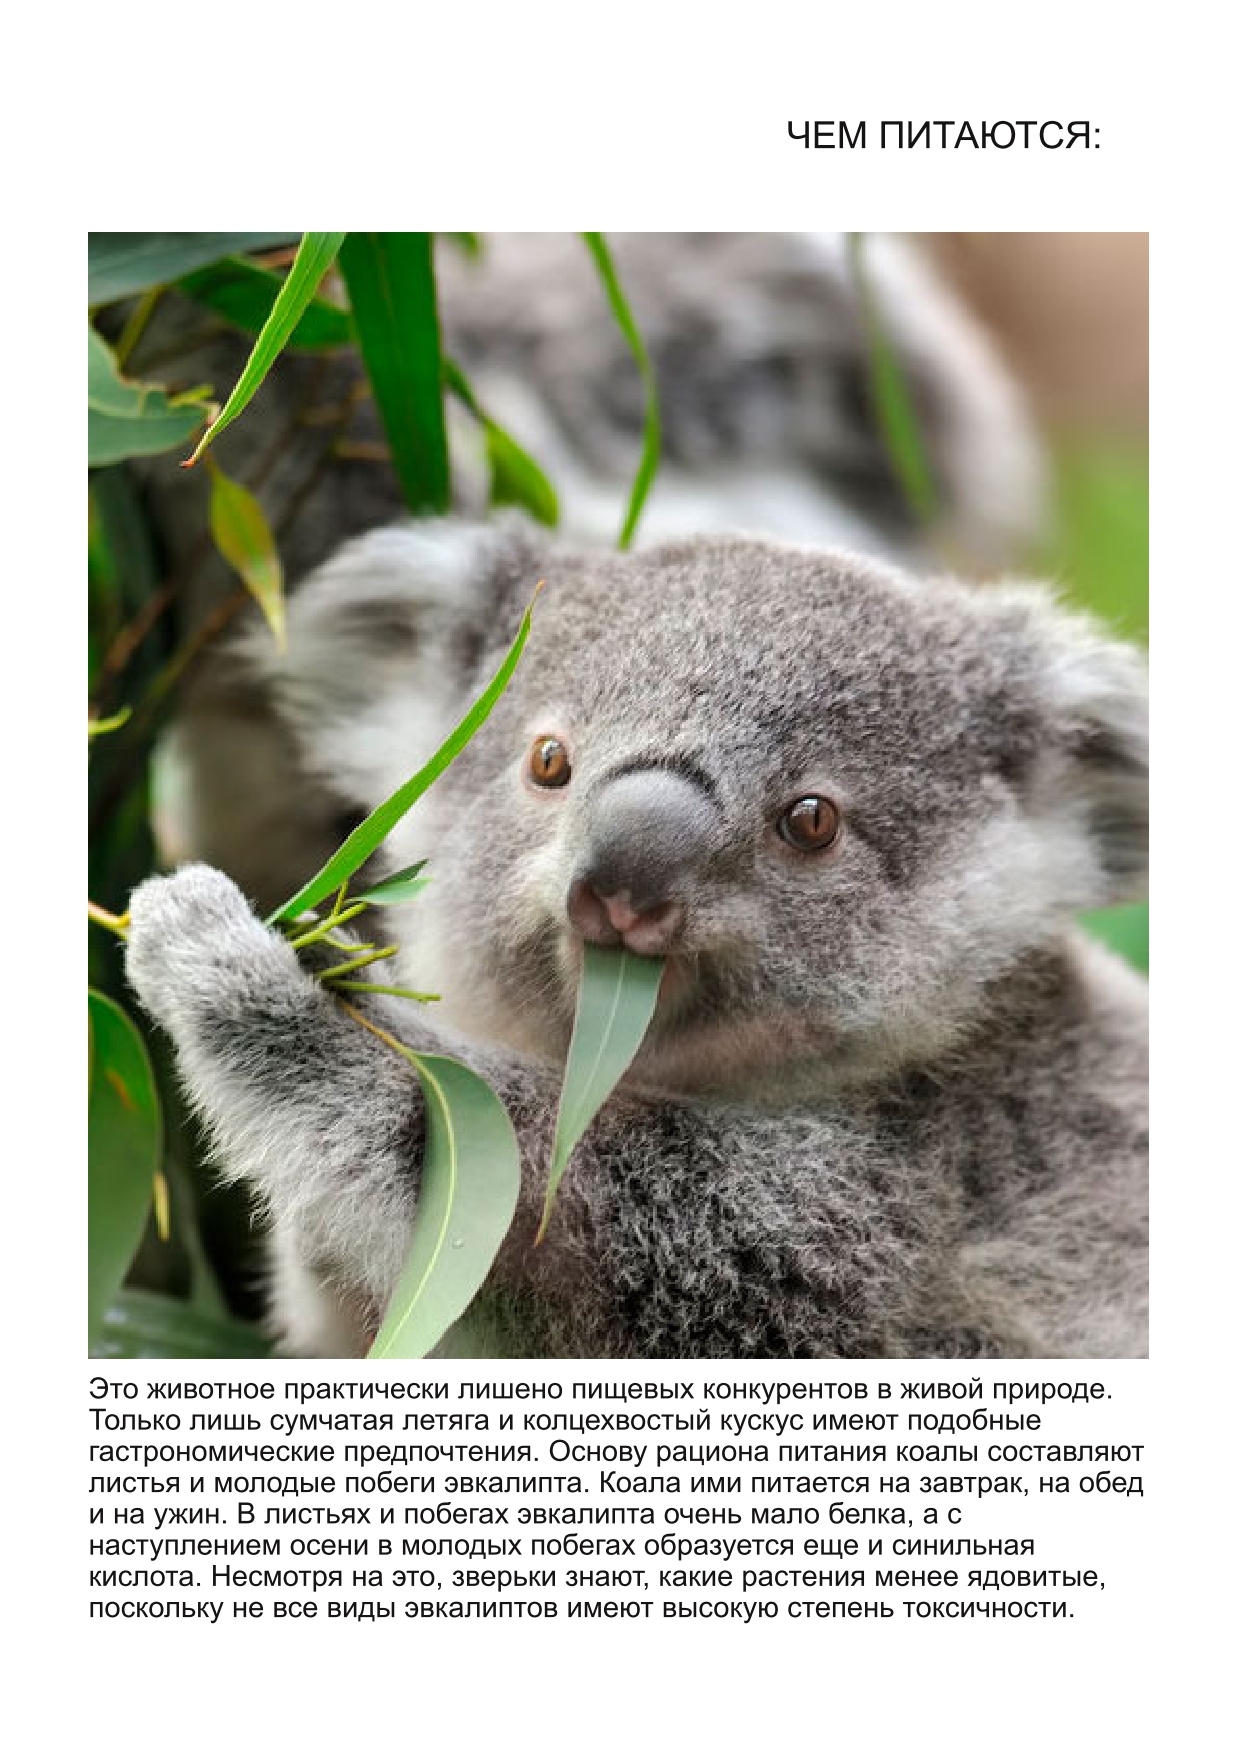 ЧЕМ ПИТАЮТСЯ:
Это животное практически лишено пищевых конкурентов в живой природе.
Только лишь сумчатая летяга и колцехвостый кускус имеют подобные
гастрономические предпочтения. Основу рациона питания коалы составляют
листья и молодые побеги эвкалипта. Коала ими питается на завтрак, на обед
и на ужин. В листьях и побегах эвкалипта очень мало белка, а с
наступлением осени в молодых побегах образуется еще и синильная
кислота. Несмотря на это, зверьки знают, какие растения менее ядовитые,
поскольку не все виды эвкалиптов имеют высокую степень токсичности.